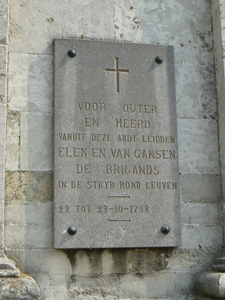 VOOR OUTER
EN HEERD
VANUIT DEZE ABDY LEIDDEN
ELEN EN VAN GANSEN
DE BRIGANDS
IN DE STRYD ROND LEUVEN
22 TOT 29-10-1798